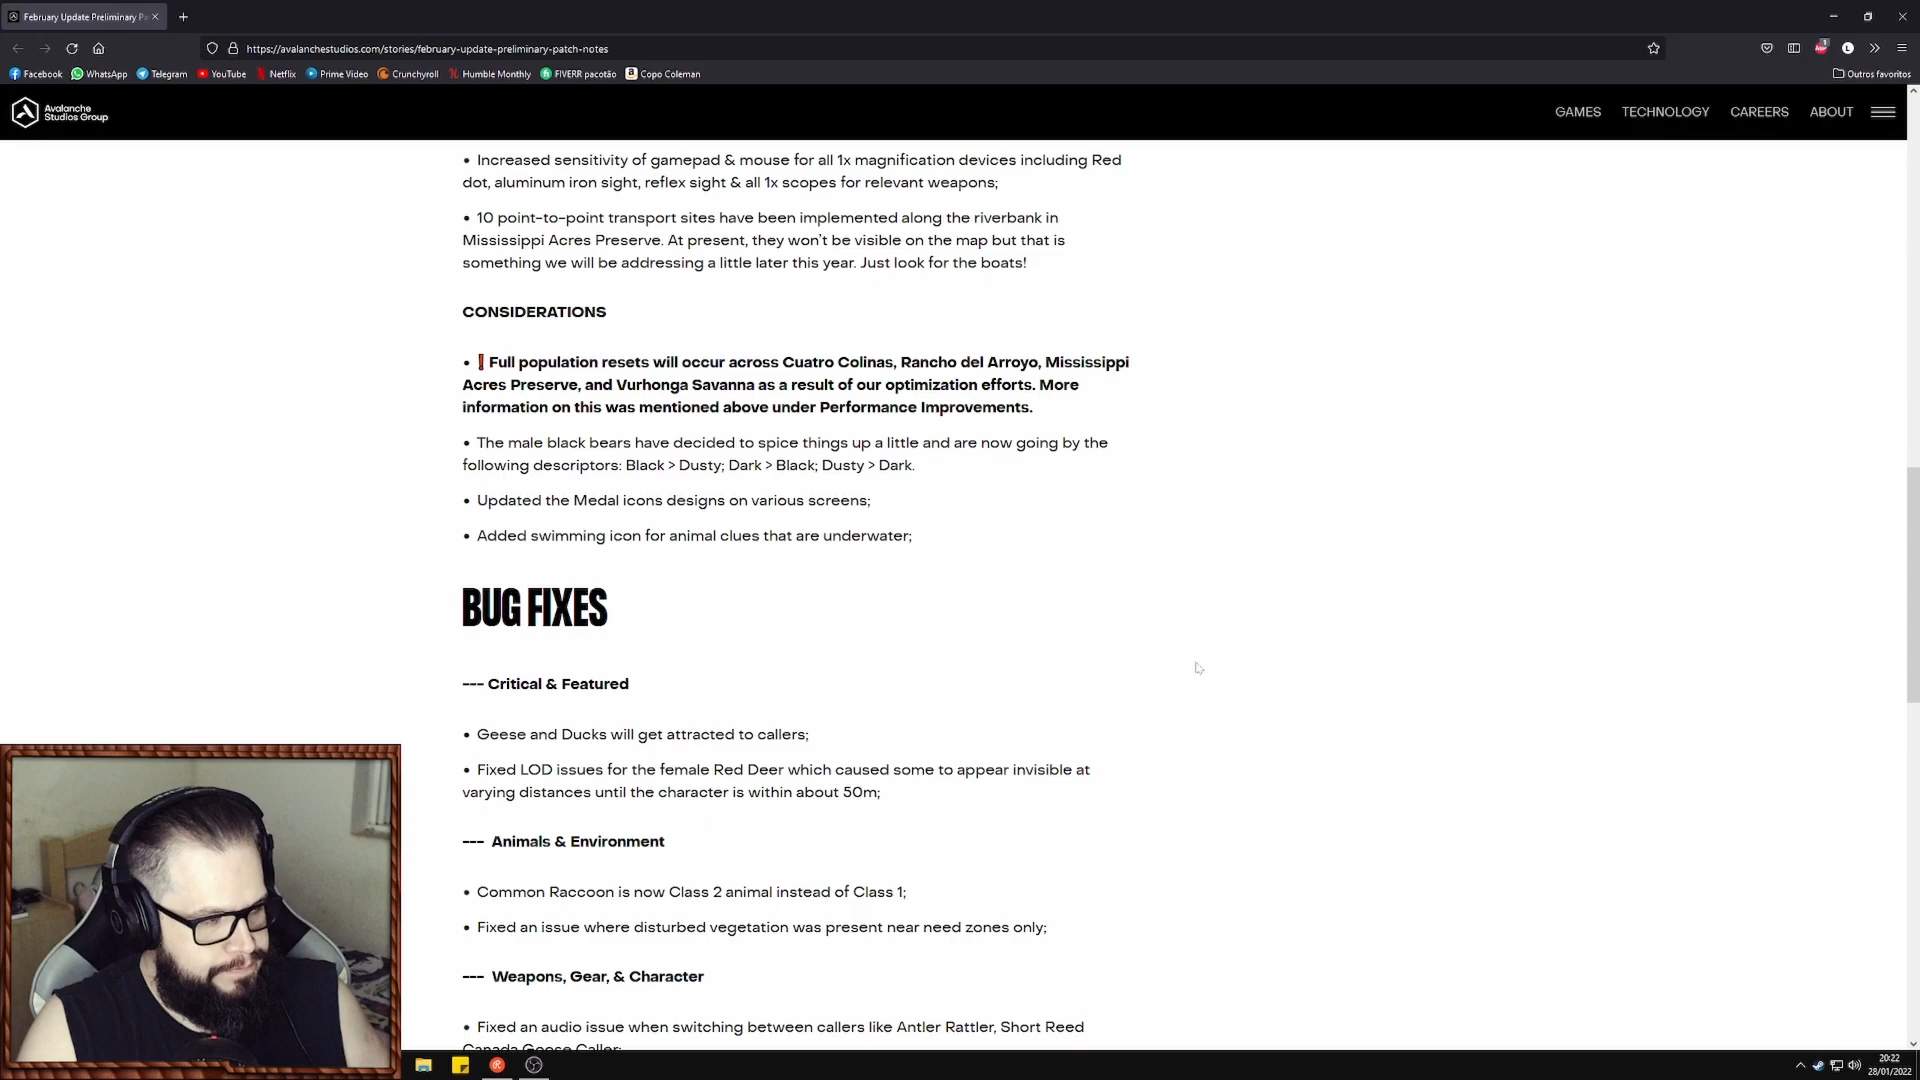 February Update Preliminary Pa
https://avalanchestudios.com/stories/february-update-preliminary-patch-notes
Facebook WhatsApp Telegram YouTube Netflix Prime Video Crunchyroll Humble Monthly FIVERR pacotão Copo Coleman Outros favoritos
Avalanche
Studios Group
GAMES TECHNOLOGY CAREERS ABOUT
• Increased sensitivity of gamepad & mouse for all 1x magnification devices including Red
dot, aluminum iron sight, reflex sight & all 1x scopes for relevant weapons;
• 10 point-to-point transport sites have been implemented along the riverbank in
Mississippi Acres Preserve. At present, they won't be visible on the map but that is
something we will be addressing a little later this year. Just look for the boats!
CONSIDERATIONS
• ❗Full population resets will occur across Cuatro Colinas, Rancho del Arroyo, Mississippi
Acres Preserve, and Vurhonga Savanna as a result of our optimization efforts. More
information on this was mentioned above under Performance Improvements.
• The male black bears have decided to spice things up a little and are now going by the
following descriptors: Black > Dusty; Dark > Black; Dusty > Dark.
• Updated the Medal icons designs on various screens;
• Added swimming icon for animal clues that are underwater;
BUG FIXES
--- Critical & Featured
• Geese and Ducks will get attracted to callers;
• Fixed LOD issues for the female Red Deer which caused some to appear invisible at
varying distances until the character is within about 50m;
--- Animals & Environment
• Common Raccoon is now Class 2 animal instead of Class 1;
• Fixed an issue where disturbed vegetation was present near need zones only;
--- Weapons, Gear, & Character
• Fixed an audio issue when switching between callers like Antler Rattler, Short Reed
Canada Goose Caller;
20:22
28/01/2022